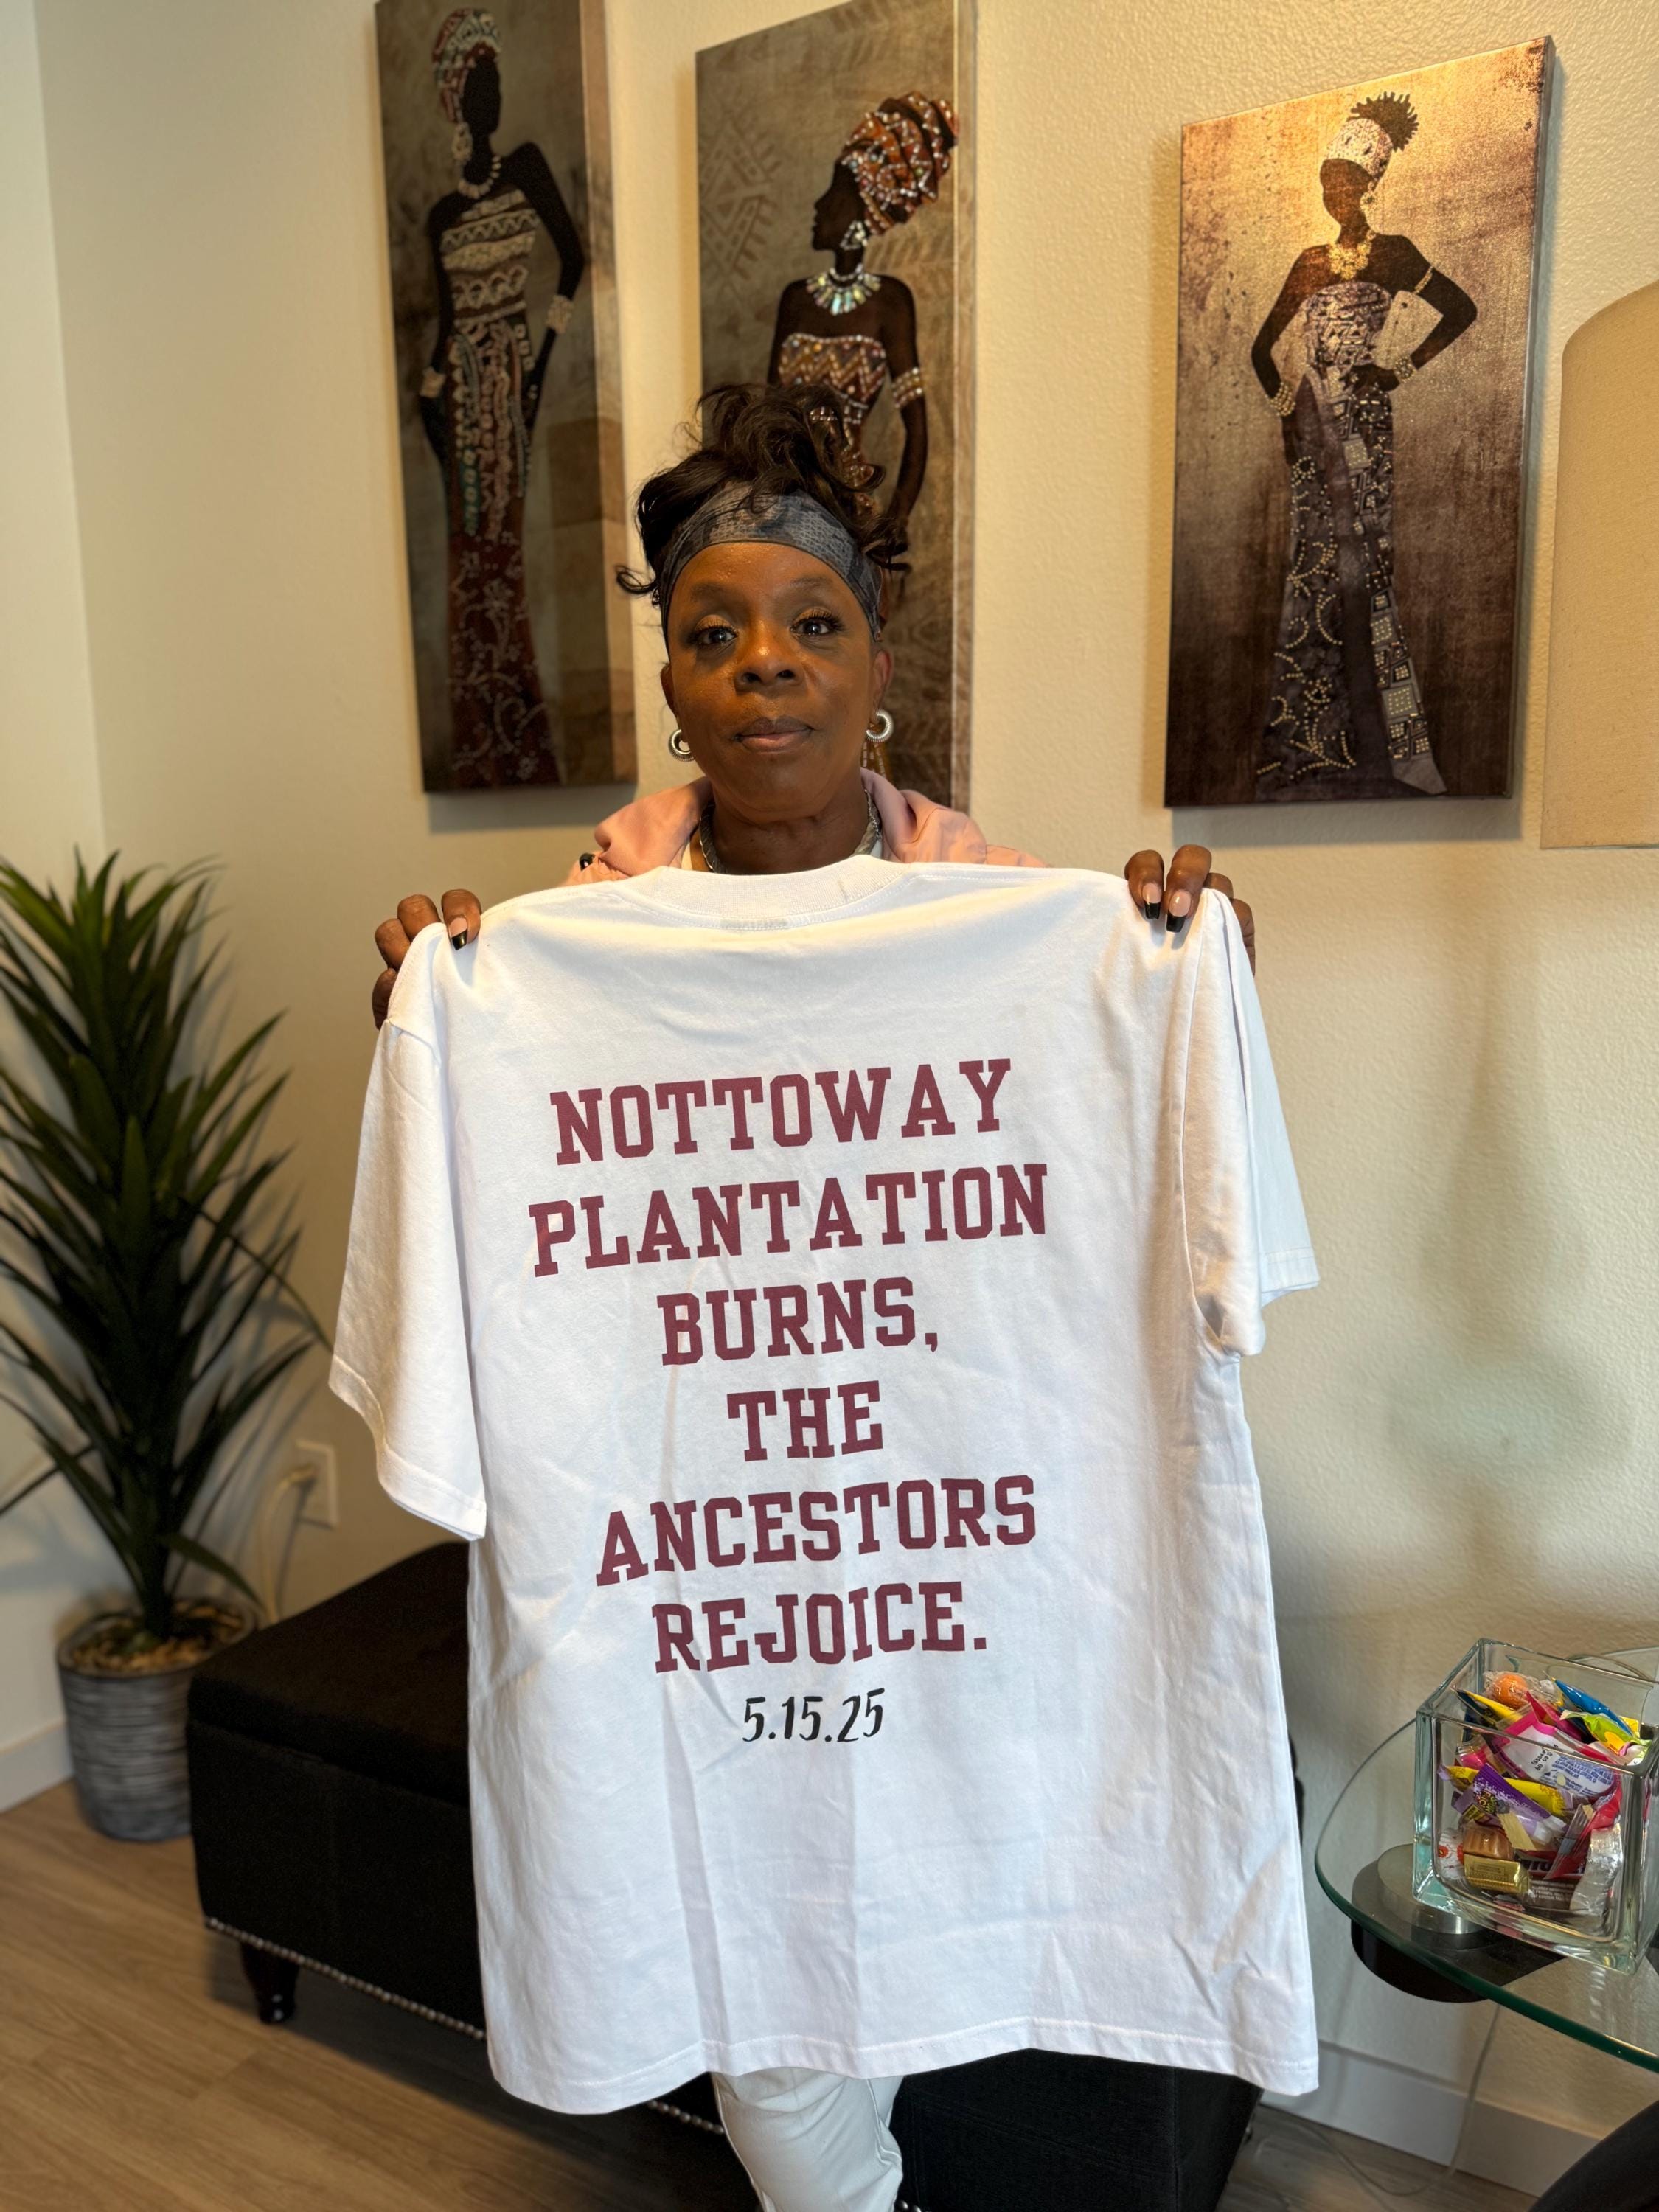 NOTTOWAY
PLANTATION
BURNS,
THE
ANCESTORS
REJOICE.
5.15.25